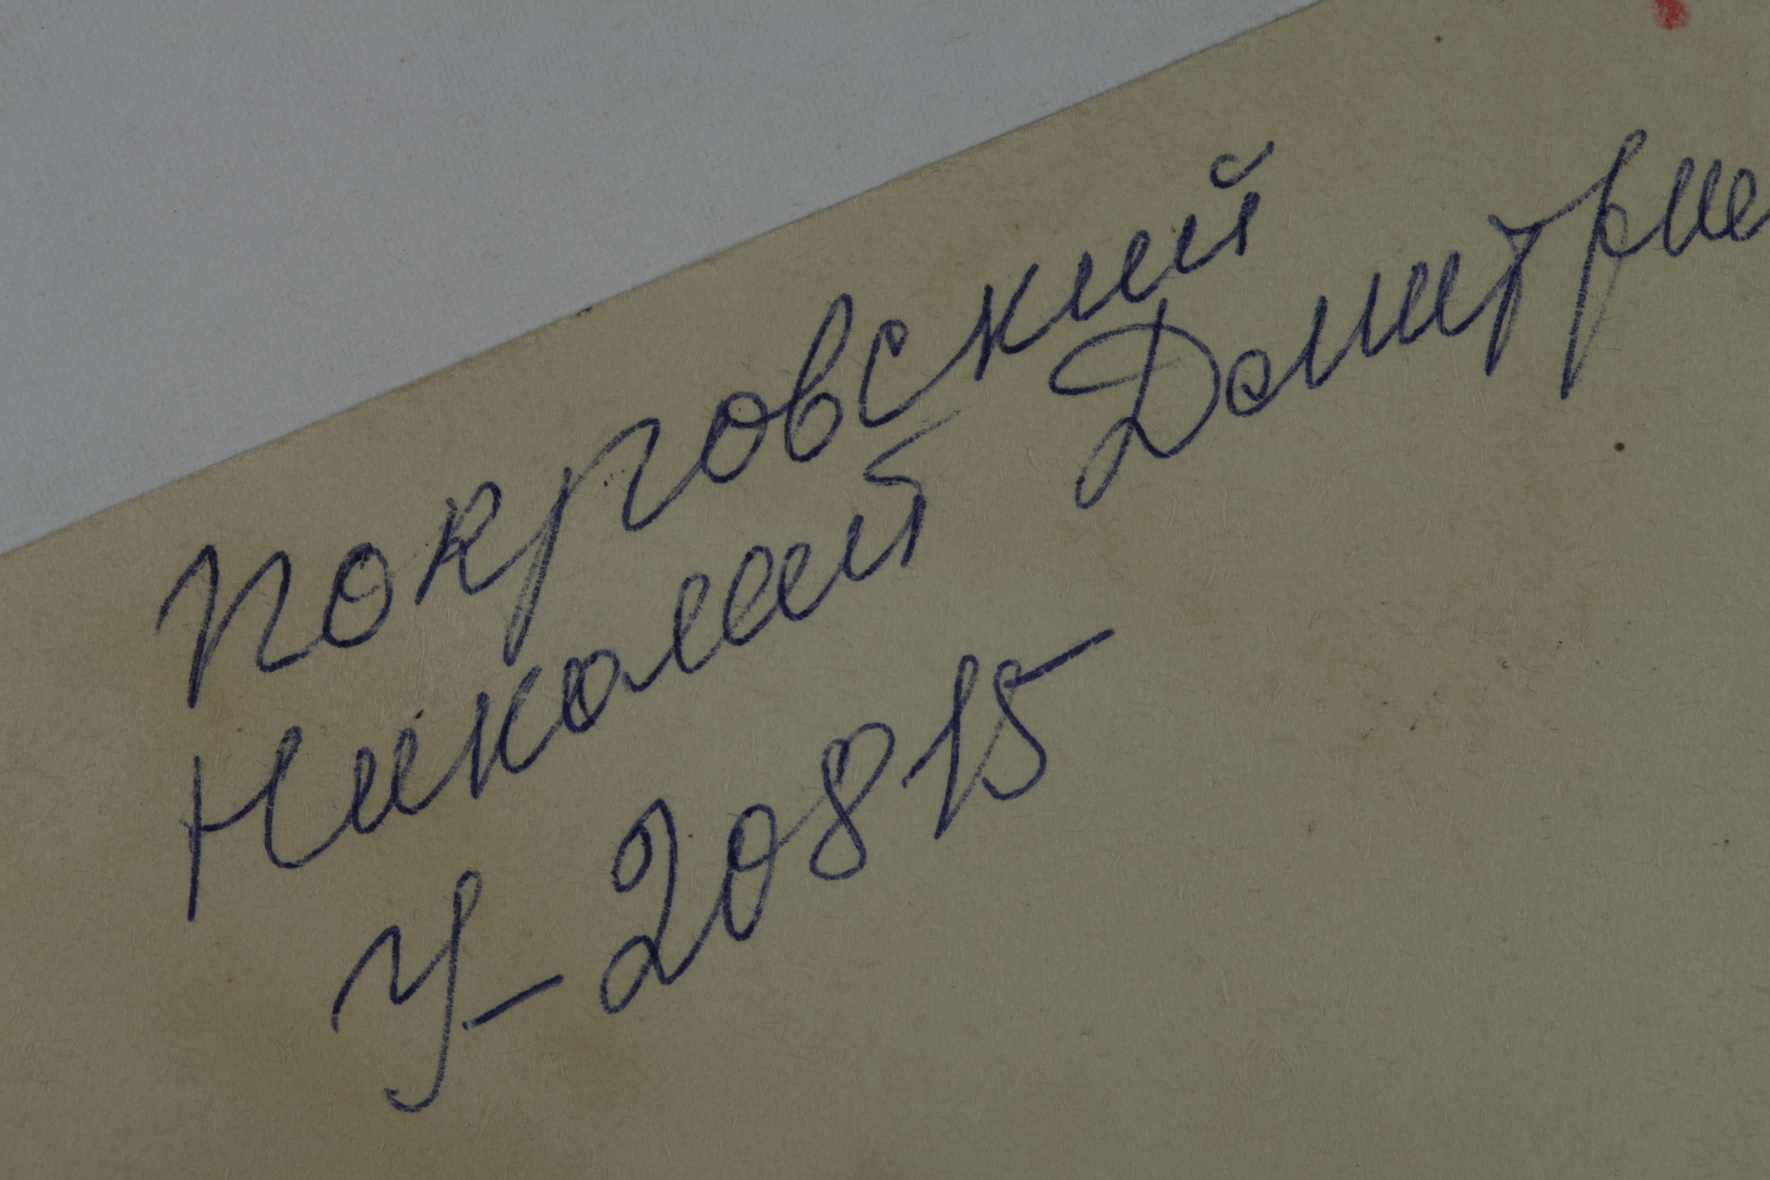 Покровский
Николай Дмитрие
У-20815